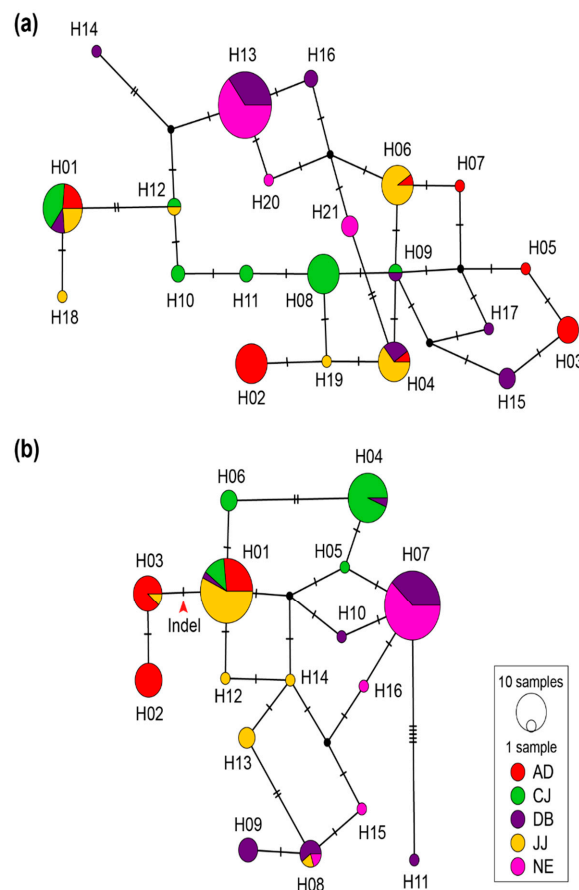 (a)
H14
H13
H16
H01
H12
H20
H06
H07
H21
H09
H05
H18
H10
H11
H08
H17
H03
H02
H19
H04
H15
(b)
H04
H06
H03
H01
H05
H07
Indel
H10
H02
H12
H14
H16
H13
H15
H09
H08
H11
10 samples
1 sample
AD
CJ
DB
JJ
NE